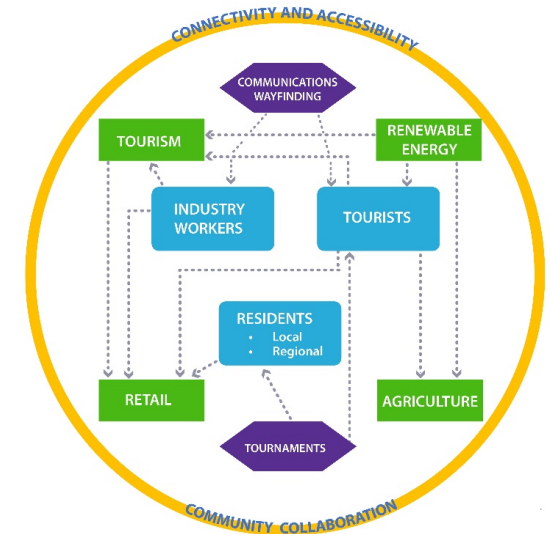 CONNECTIVITY AND ACCESSIBILITY
COMMUNICATIONS
WAYFINDING
TOURISM
RENEWABLE
ENERGY
INDUSTRY
WORKERS
TOURISTS
RESIDENTS
• Local
• Regional
RETAIL
AGRICULTURE
TOURNAMENTS
COMMUNITY COLLABORATION